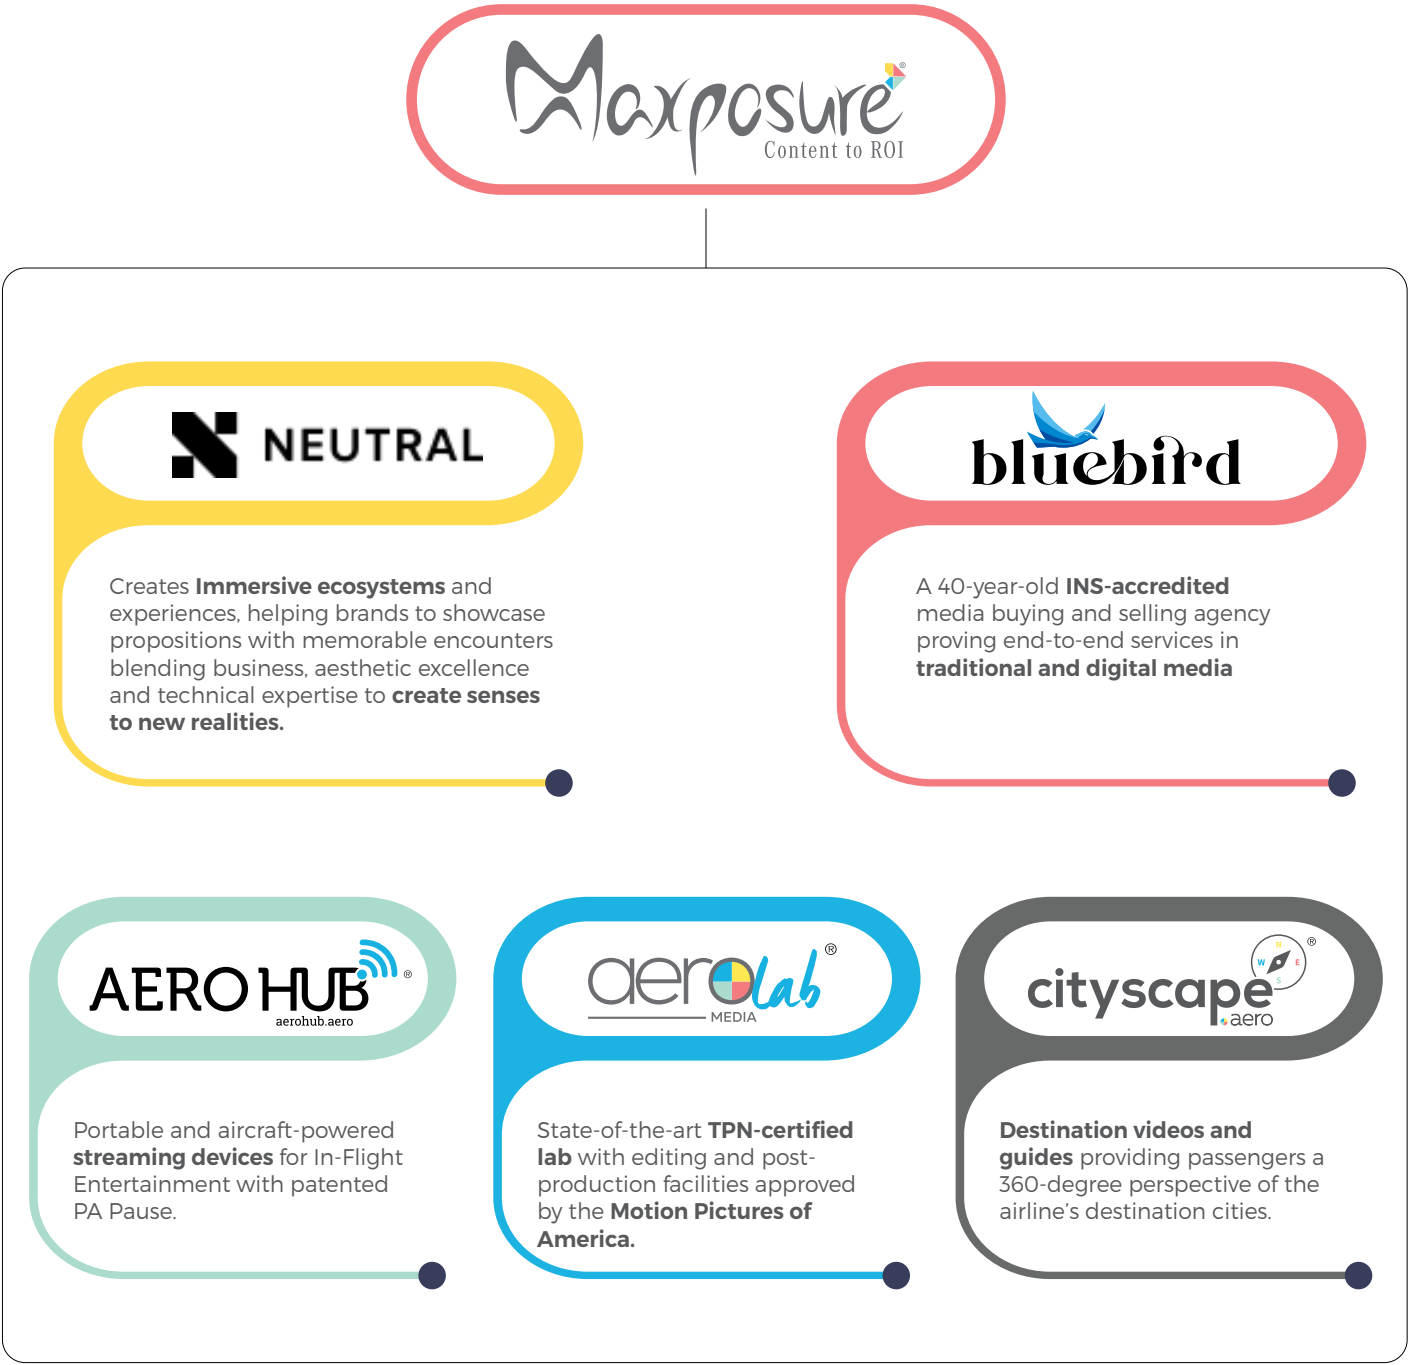 Maxposure®
Content to ROI
NEUTRAL
bluebird
Creates Immersive ecosystems and
experiences, helping brands to showcase
propositions with memorable encounters
blending business, aesthetic excellence
and technical expertise to create senses
to new realities.
A 40-year-old INS-accredited
media buying and selling agency
proving end-to-end services in
traditional and digital media
AERO HUB®
aerohub.aero
aerolab®
MEDIA
N
W
E
S
®
cityscape
.aero
Portable and aircraft-powered
streaming devices for In-Flight
Entertainment with patented
PA Pause.
State-of-the-art TPN-certified
lab with editing and post-
production facilities approved
by the Motion Pictures of
America.
Destination videos and
guides providing passengers a
360-degree perspective of the
airline's destination cities.